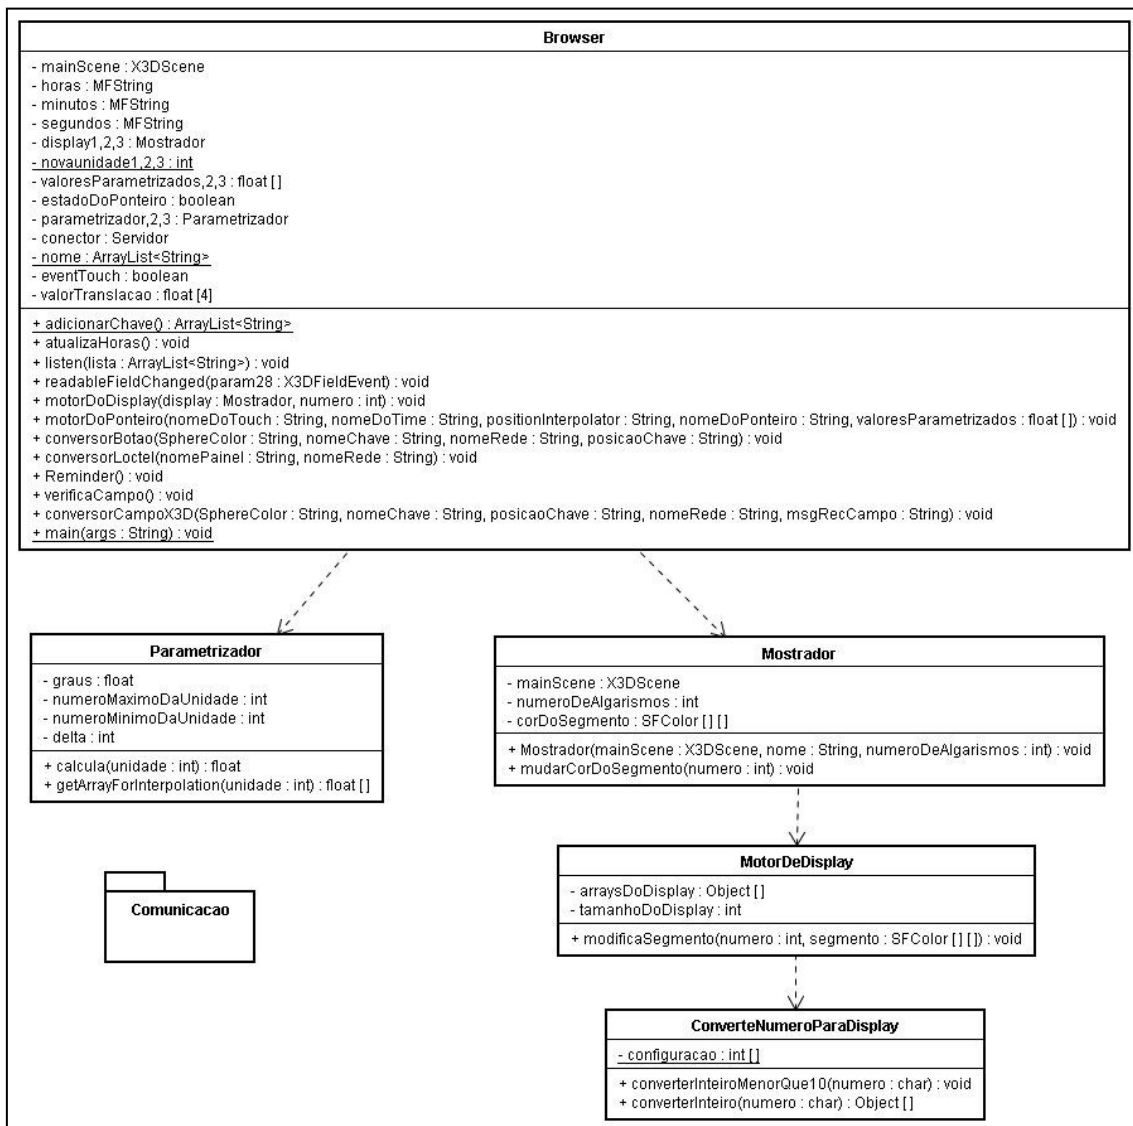 Browser
- mainScene : X3DScene
- horas : MFString
- minutos : MFString
- segundos : MFString
- display1,2,3 : Mostrador
- novaunidade1,2,3 : int
- valoresParametrizados,2,3 : float [ ]
- estadoDoPonteiro : boolean
- parametrizador,2,3 : Parametrizador
- conector : Servidor
- nome : ArrayList<String>
- eventTouch : boolean
- valorTranslacao : float [4]
+ adicionarChave() : ArrayList<String>
+ atualizaHoras() : void
+ listen(lista : ArrayList<String>) : void
+ readableFieldChanged(param28 : X3DFieldEvent) : void
+ motorDoDisplay(display : Mostrador, numero : int) : void
+ motorDoPonteiro(nomeDoTouch : String, nomeDoTime : String, positionInterpolator : String, nomeDoPonteiro : String, valoresParametrizados : float [ ]) : void
+ conversorBotao(SphereColor : String, nomeChave : String, nomeRede : String, posicaoChave : String) : void
+ conversorLoctel(nomePainel : String, nomeRede : String) : void
+ Reminder() : void
+ verificaCampo() : void
+ conversorCampoX3D(SphereColor : String, nomeChave : String, posicaoChave : String, nomeRede : String, msgRecCampo : String) : void
+ main(args : String) : void
Parametrizador
- graus : float
- numeroMaximoDaUnidade : int
- numeroMinimoDaUnidade : int
- delta : int
+ calcula(unidade : int) : float
+ getArrayForInterpolation(unidade : int) : float [ ]
Mostrador
- mainScene : X3DScene
- numeroDeAlgarismos : int
- corDoSegmento : SFColor [ ] [ ]
+ Mostrador(mainScene : X3DScene, nome : String, numeroDeAlgarismos : int) : void
+ mudarCorDoSegmento(numero : int) : void
MotorDeDisplay
- arraysDoDisplay : Object [ ]
- tamanhoDoDisplay : int
+ modificaSegmento(numero : int, segmento : SFColor [ ] [ ]) : void
Comunicacao
ConverteNumeroParaDisplay
- configuracao : int [ ]
+ converterInteiroMenorQue10(numero : char) : void
+ converterInteiro(numero : char) : Object [ ]